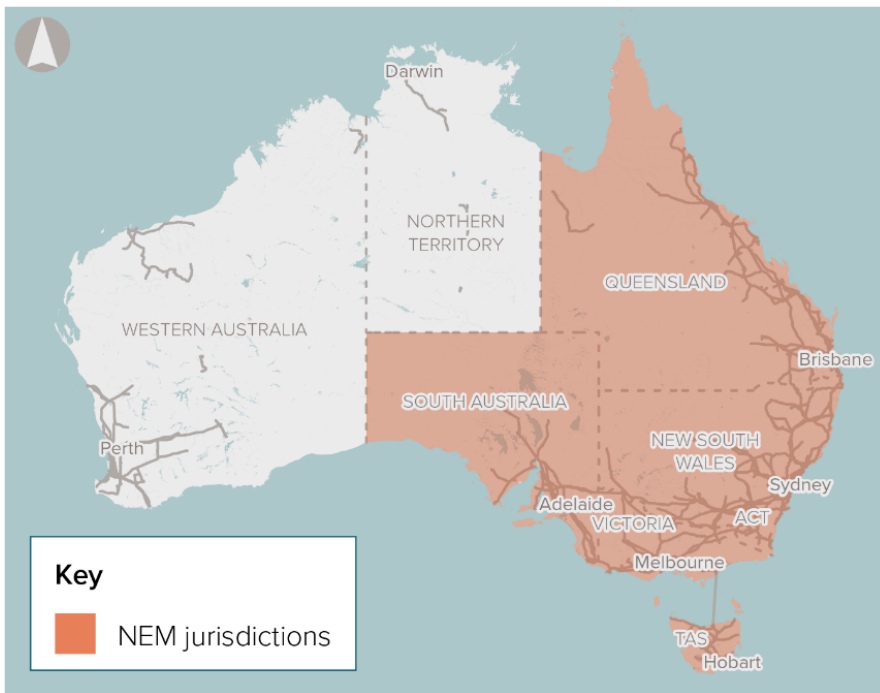 Darwin
NORTHERN
TERRITORY
QUEENSLAND
WESTERN AUSTRALIA
Brisbane
SOUTH AUSTRALIA
NEW SOUTH
WALES
Perth
Sydney
Adelaide
VICTORIA
ACT
Melbourne
Key
NEM jurisdictions
TAS
Hobart